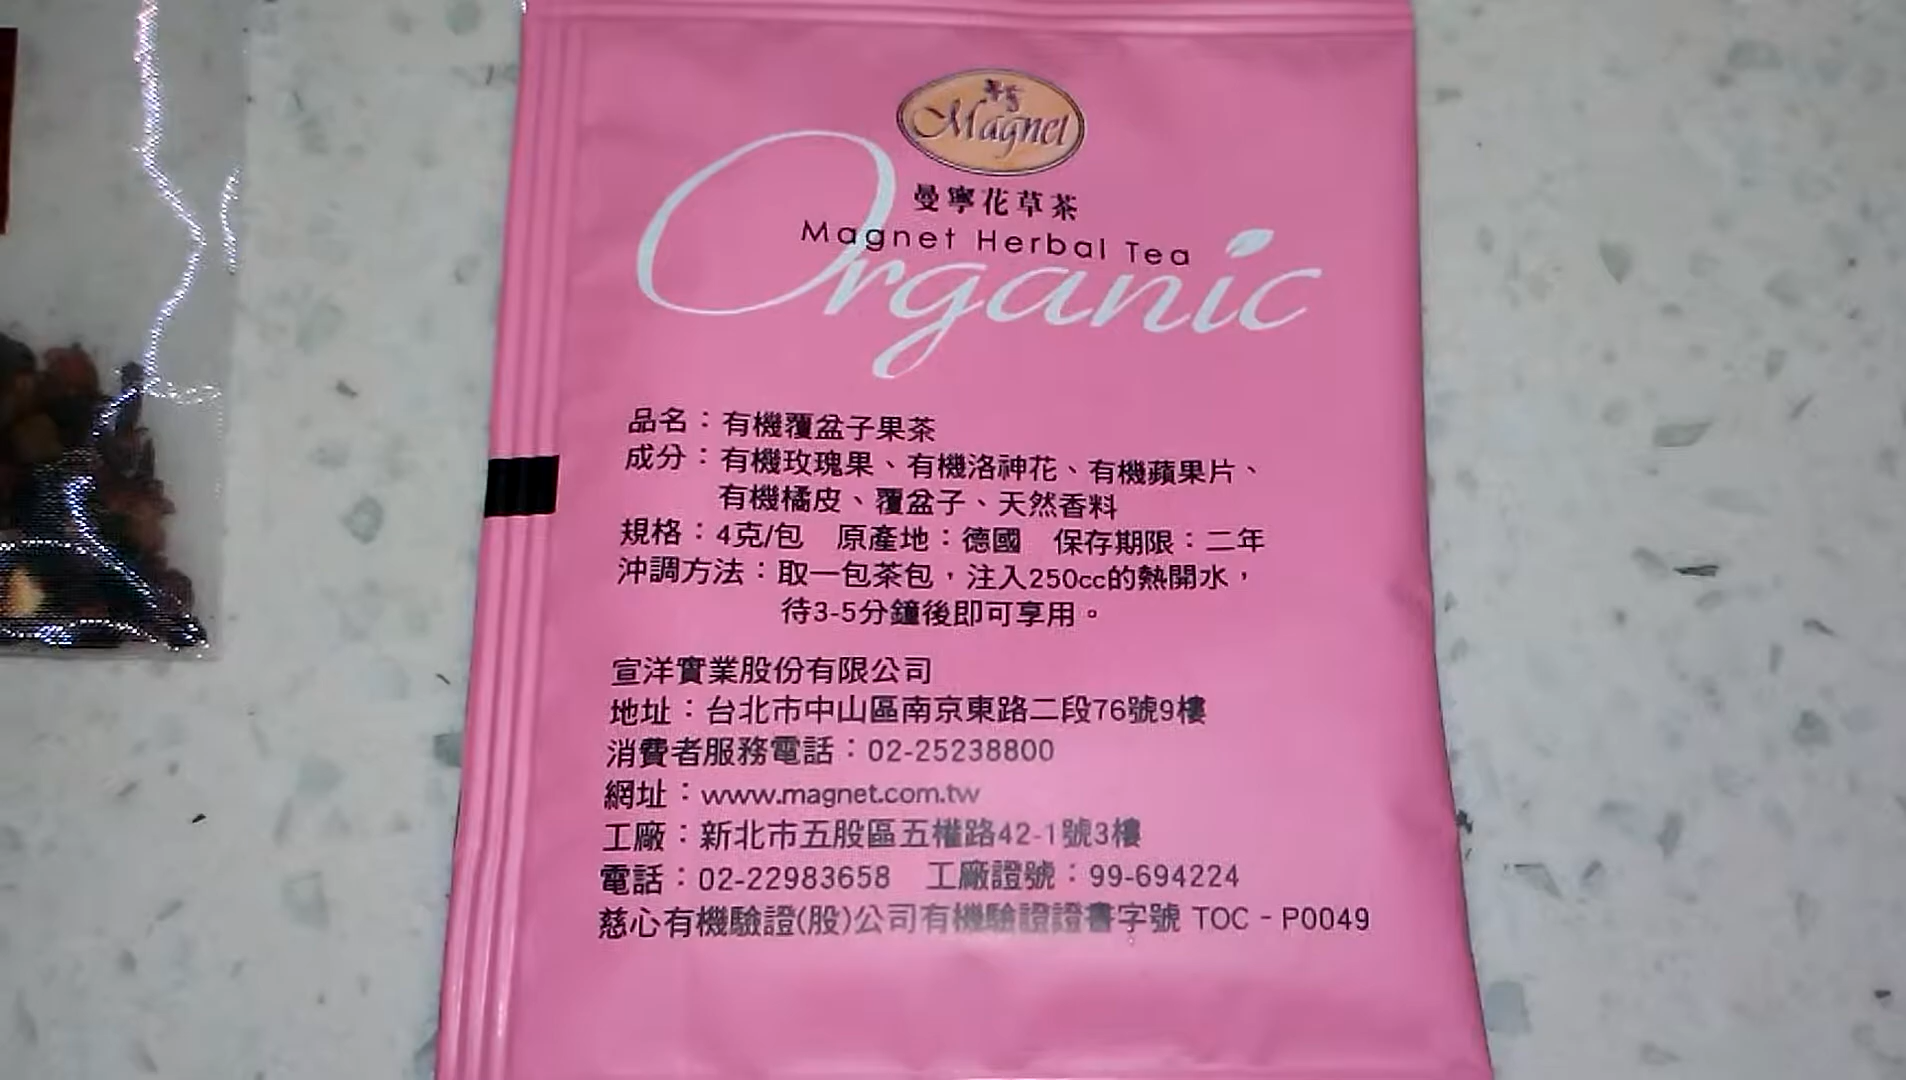 Magnet
曼寧花草茶
Magnet Herbal Tea
Organic
品名：有機覆盆子果茶
成分：有機玫瑰果、有機洛神花、有機蘋果片、
有機橘皮、覆盆子、天然香料
規格：4克/包 原產地：德國 保存期限：二年
沖調方法：取一包茶包，注入250cc的熱開水，
待3-5分鐘後即可享用。
宣洋實業股份有限公司
地址：台北市中山區南京東路二段76號9樓
消費者服務電話：02-25238800
網址：www.magnet.com.tw
工廠：新北市五股區五權路42-1號3樓
電話：02-22983658 工廠證號：99-694224
慈心有機驗證(股)公司有機驗證證書字號 TOC - P0049